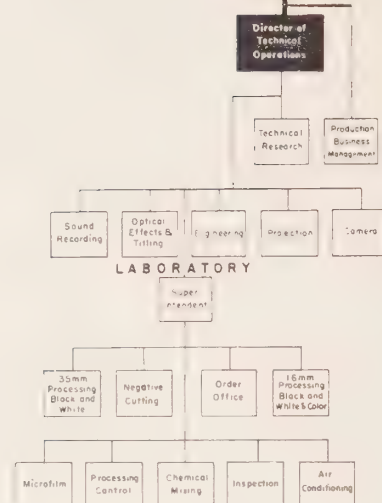 Director of
Technical
Operations
Technical
Research
Production
Business
Management
Sound
Recording
Optical
Effects &
Titling
Engineering
Projection
Camera
LABORATORY
Super
intendent
35mm
Processing
Black and
White
Negative
Cutting
Order
Office
16mm
Processing
Black and
White & Color
Microfilm
Processing
Control
Chemical
Mixing
Inspection
Air
Conditioning